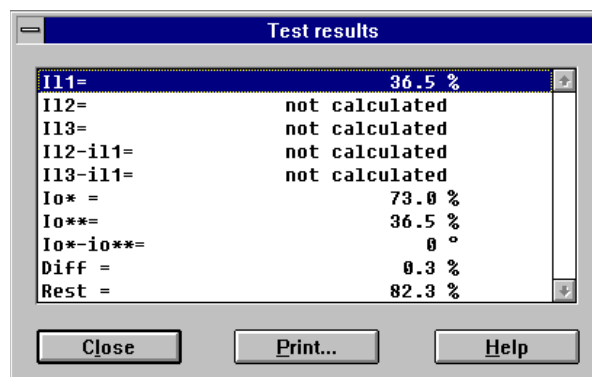 Test results
Il1= 36.5 %
Il2= not calculated
Il3= not calculated
Il2-il1= not calculated
Il3-il1= not calculated
Io* = 73.0 %
Io**= 36.5 %
Io*-io**= 0 °
Diff = 0.3 %
Rest = 82.3 %
Close Print... Help